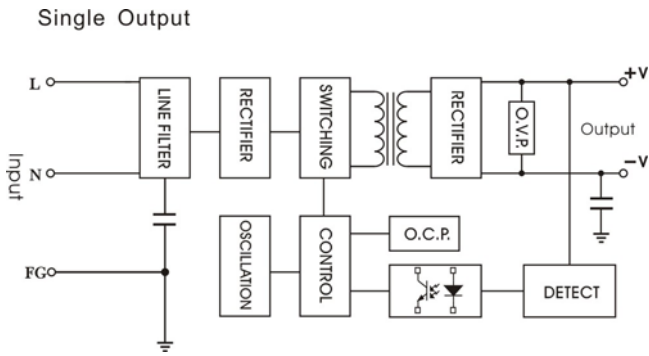 Single Output
L
LINE FILTER
RECTIFIER
SWITCHING
RECTIFIER
O.V.P.
+V
Output
Input
N
-V
FG
OSCILLATION
CONTROL
O.C.P.
DETECT